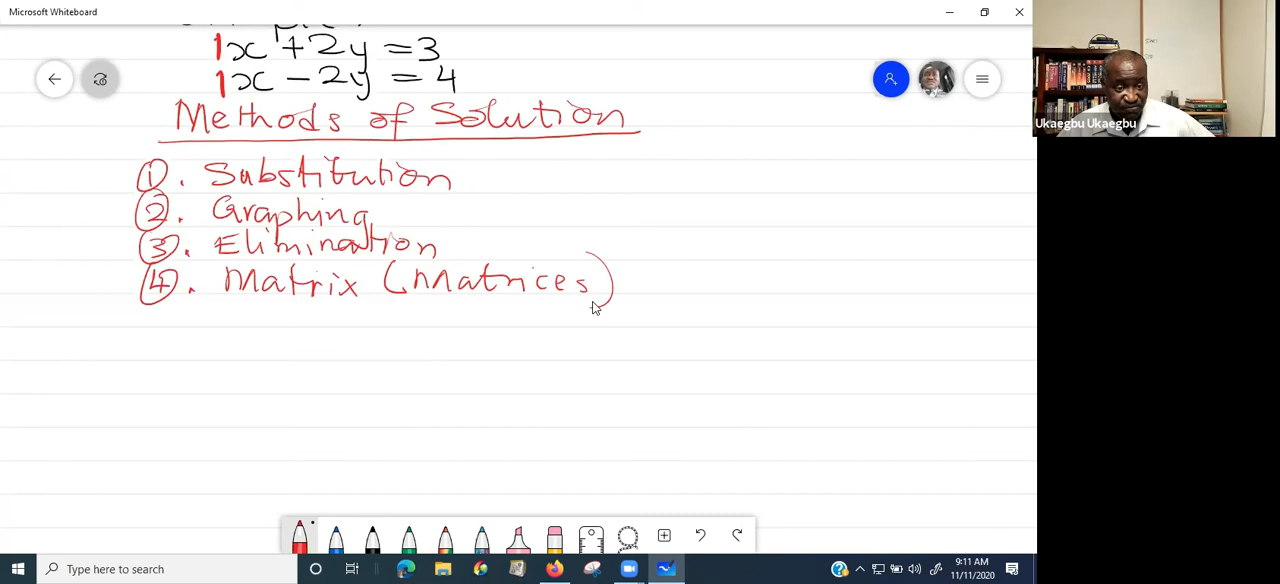 Microsoft Whiteboard
1x + 2y = 3
1x - 2y = 4
Methods of Solution
1. Substitution
2. Graphing
3. Elimination
4. Matrix (Matrices)
Ukaegbu Ukaegbu
Type here to search
9:11 AM
11/11/2020